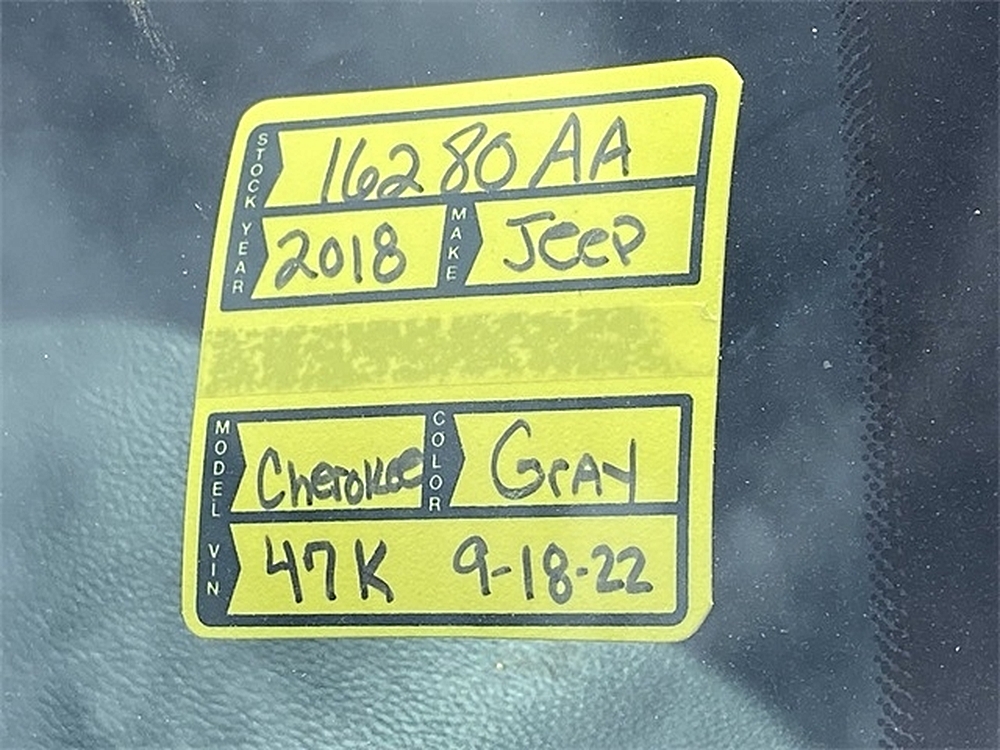 STOCK 16280AA
YEAR 2018 MAKE Jeep
MODEL Cherokee COLOR Gray
VIN 47K 9-18-22